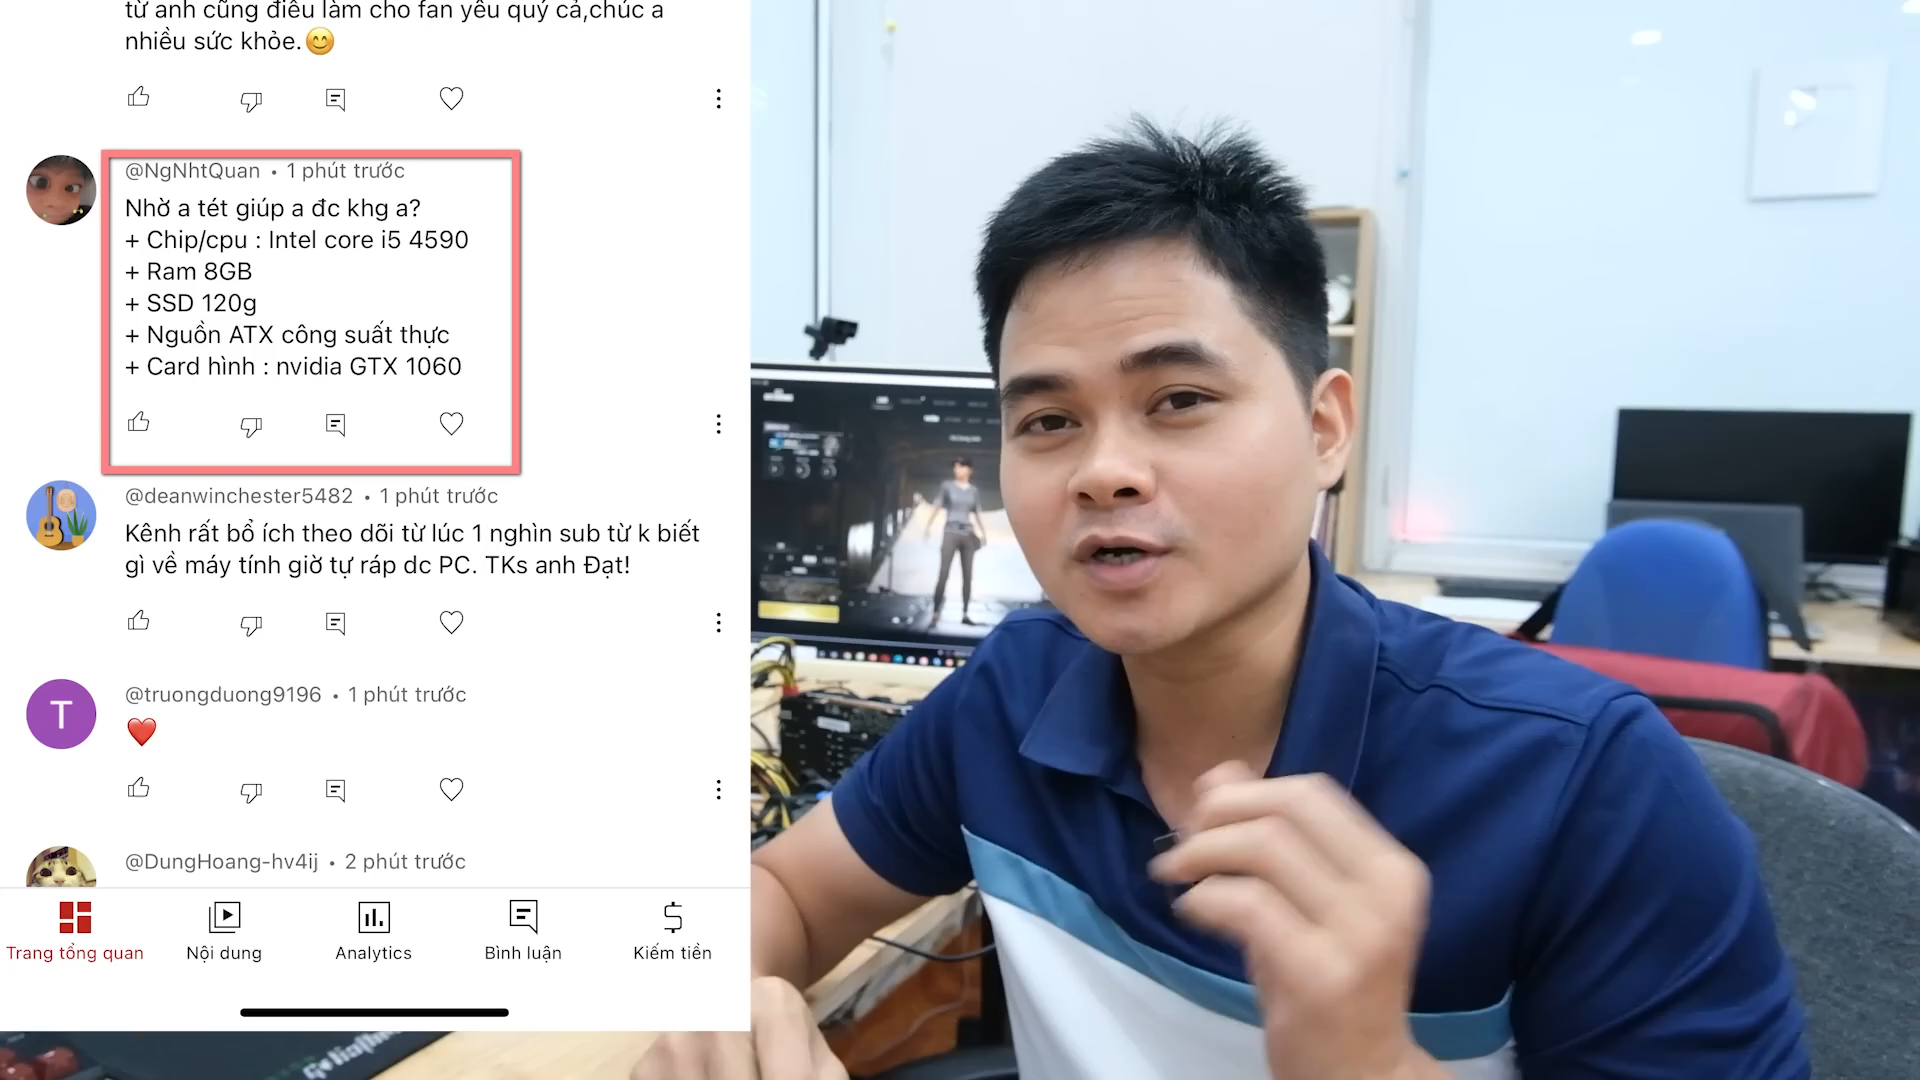 từ anh cũng điều làm cho fan yêu quý cả,chúc a
nhiều sức khỏe.😊
@NgNhtQuan • 1 phút trước
Nhờ a tét giúp a đc khg a?
+ Chip/cpu : Intel core i5 4590
+ Ram 8GB
+ SSD 120g
+ Nguồn ATX công suất thực
+ Card hình : nvidia GTX 1060
@deanwinchester5482 • 1 phút trước
Kênh rất bổ ích theo dõi từ lúc 1 nghìn sub từ k biết
gì về máy tính giờ tự ráp dc PC. TKs anh Đạt!
T
@truongduong9196 • 1 phút trước
❤️
@DungHoang-hv4ij • 2 phút trước
Trang tổng quan
Nội dung
Analytics
Bình luận
Kiếm tiền